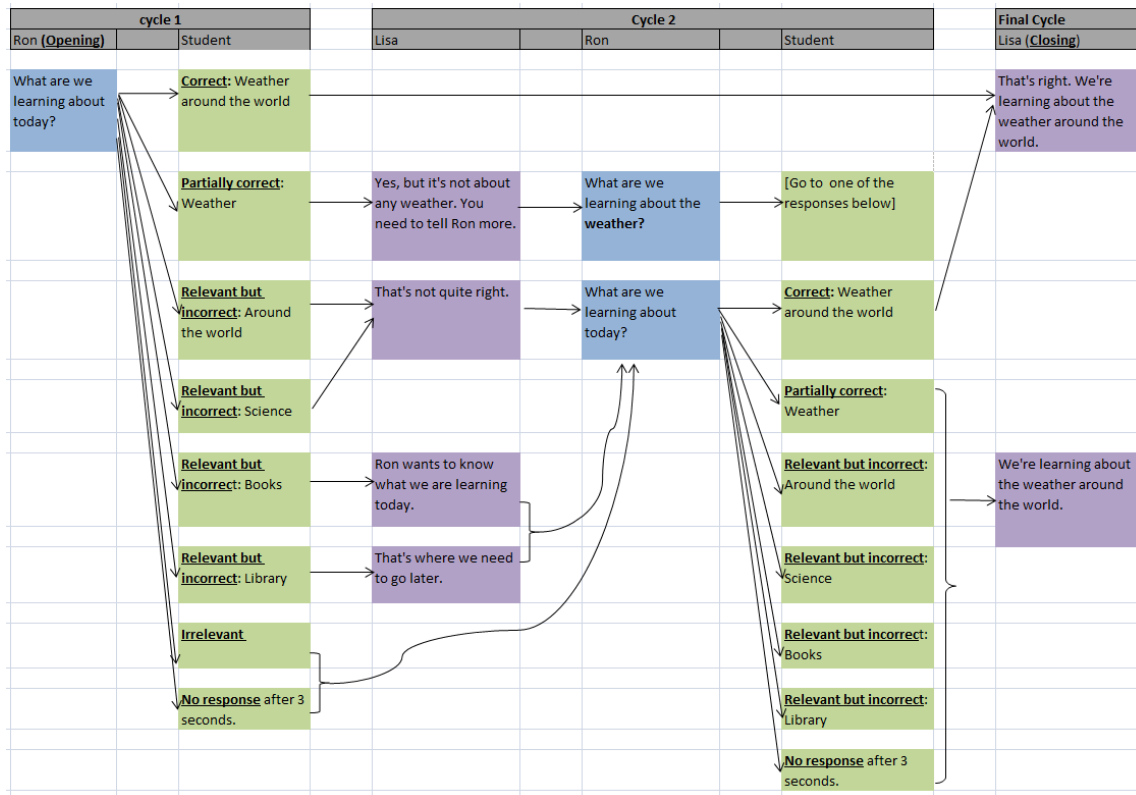 cycle 1
Cycle 2
Final Cycle
Ron (Opening)
Student
Lisa
Ron
Student
Lisa (Closing)
What are we
learning about
today?
Correct: Weather
around the world
That's right. We're
learning about the
weather around the
world.
Partially correct:
Weather
Yes, but it's not about
any weather. You
need to tell Ron more.
What are we
learning about the
weather?
[Go to one of the
responses below]
Relevant but
incorrect: Around
the world
That's not quite right.
What are we
learning about
today?
Correct: Weather
around the world
Relevant but
incorrect: Science
Partially correct:
Weather
Relevant but
incorrect: Books
Ron wants to know
what we are learning
today.
Relevant but incorrect:
Around the world
We're learning about
the weather around
the world.
Relevant but
incorrect: Library
That's where we need
to go later.
Relevant but incorrect:
Science
Irrelevant
Relevant but incorrect:
Books
No response after 3
seconds.
Relevant but incorrect:
Library
No response after 3
seconds.